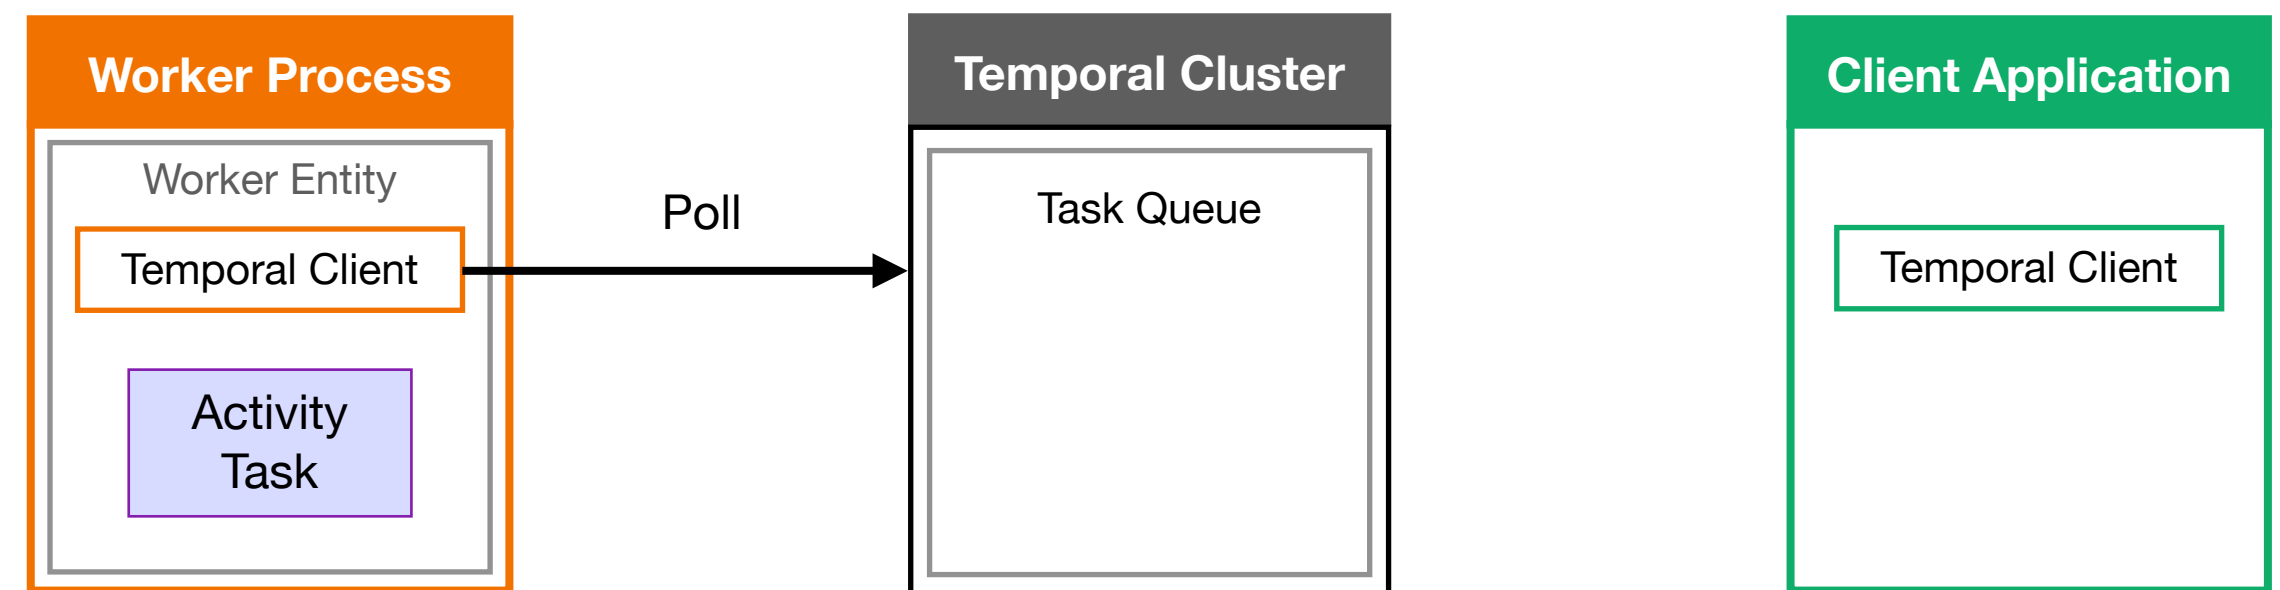 Worker Process
Worker Entity
Temporal Client
Activity
Task
Poll
Temporal Cluster
Task Queue
Client Application
Temporal Client